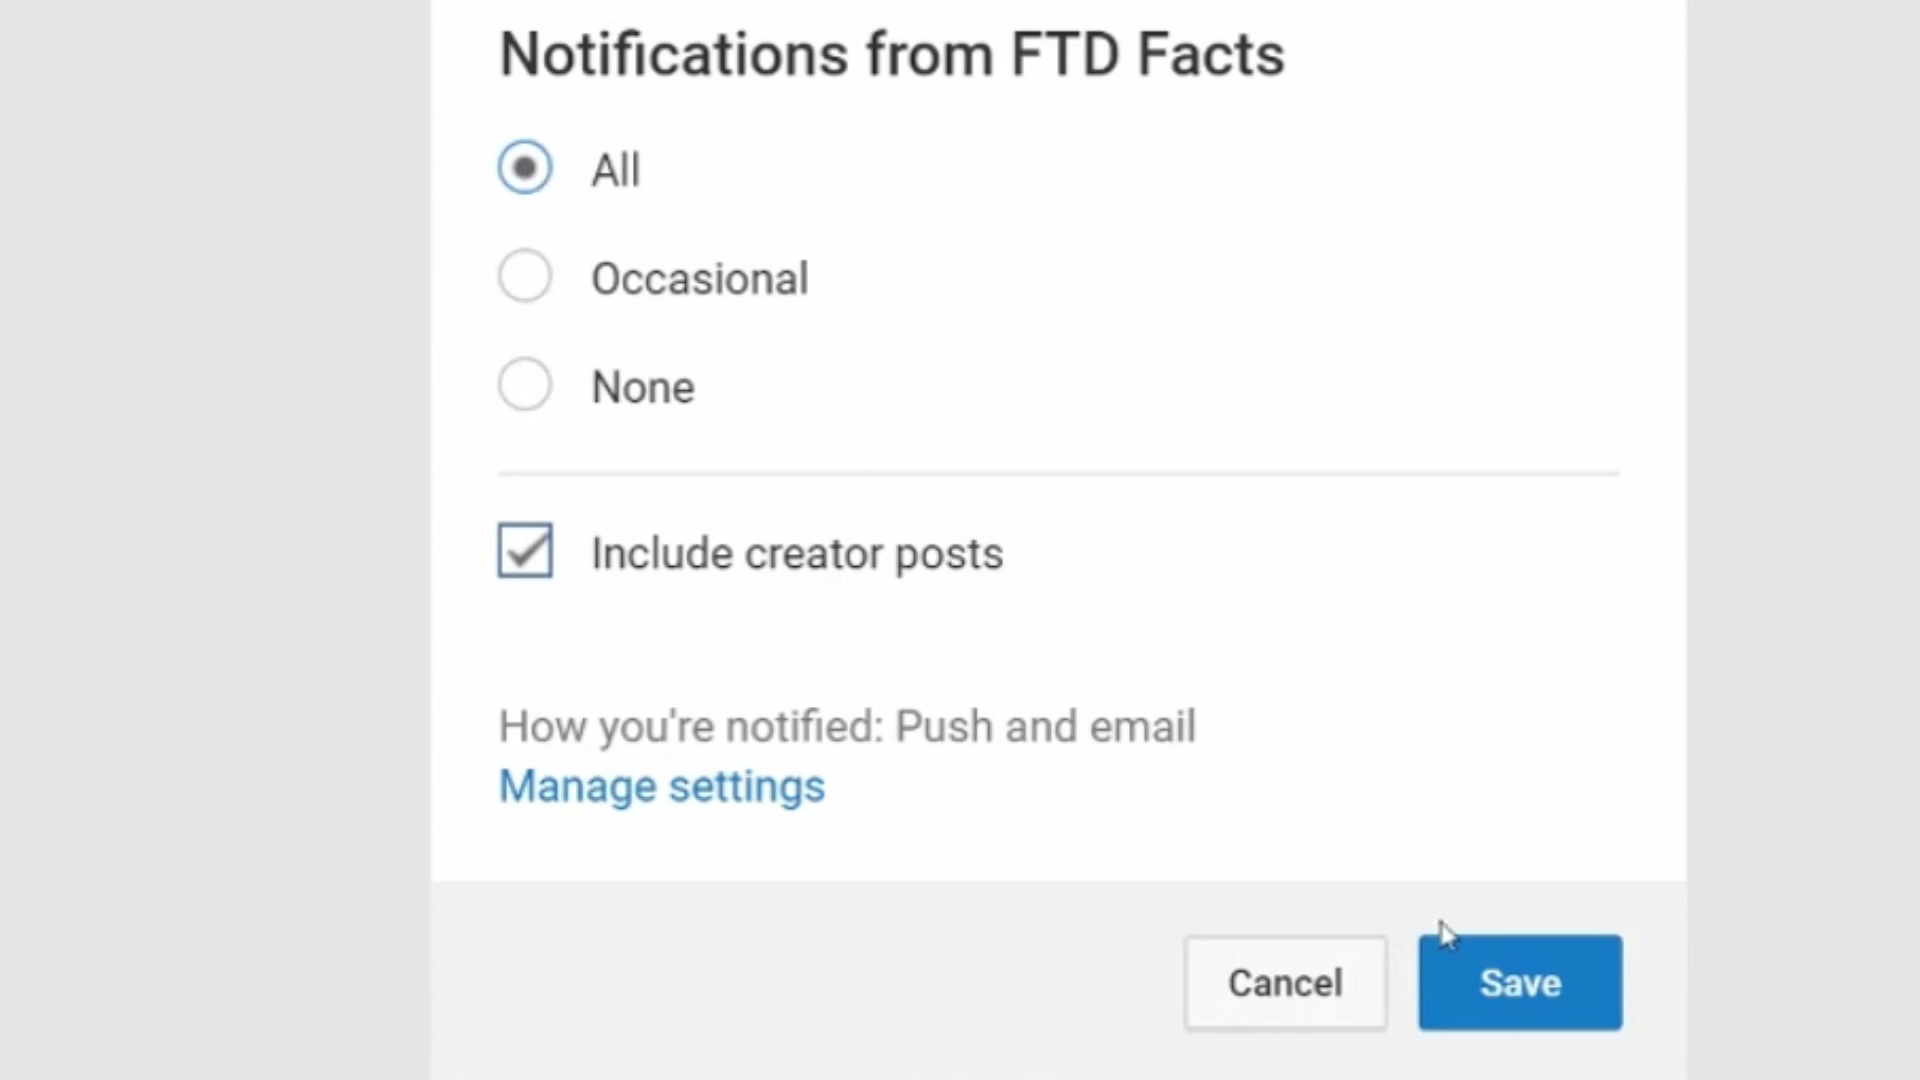 Notifications from FTD Facts
All
Occasional
None
Include creator posts
How you're notified: Push and email
Manage settings
Cancel
Save